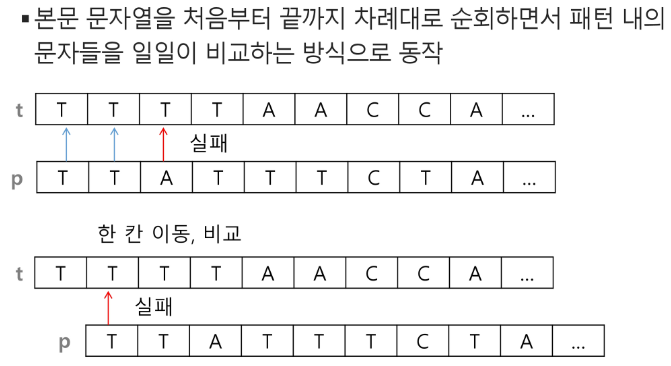 ▪본문 문자열을 처음부터 끝까지 차례대로 순회하면서 패턴 내의
문자들을 일일이 비교하는 방식으로 동작
t T T T T A A C C A ...
실패
p T T A T T T C T A ...
한 칸 이동, 비교
t T T T T A A C C A ...
실패
p T T A T T T C T A ...